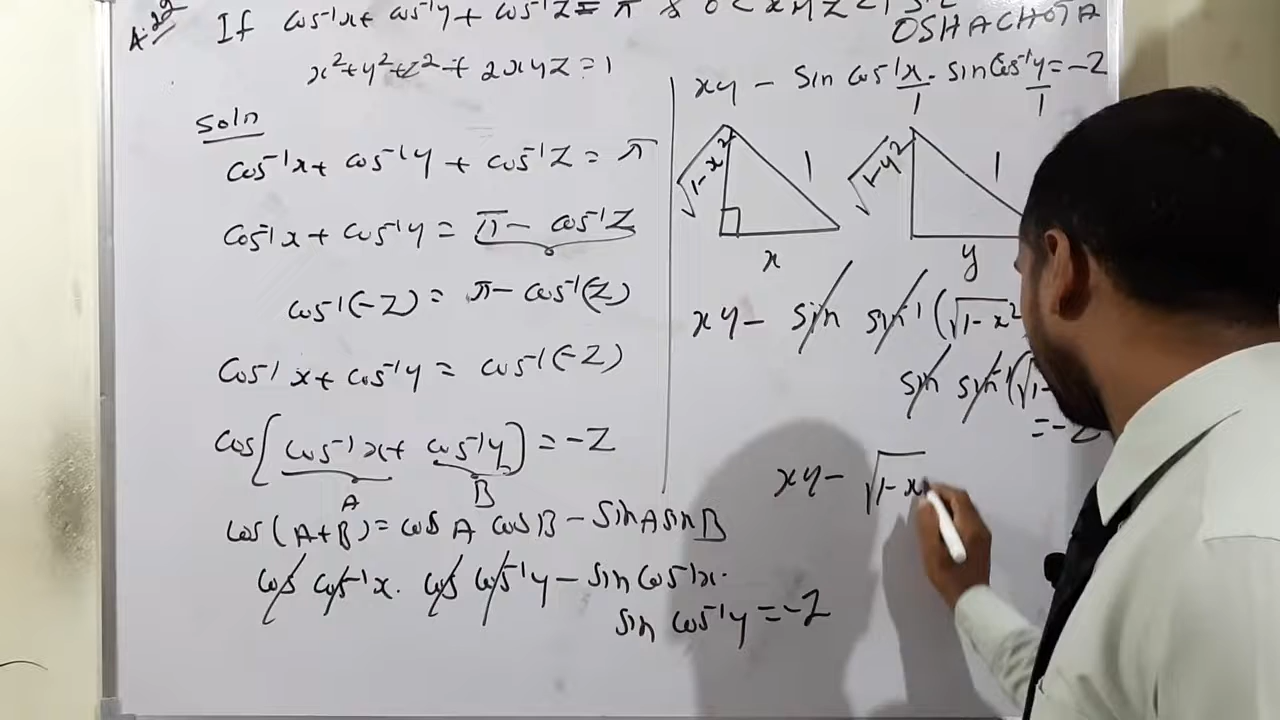 A-22 If cos⁻¹x + cos⁻¹y + cos⁻¹z = π & 0 < x, y, z < 1
OSHACHOTA
x² + y² + z² + 2xyz = 1
Soln
cos⁻¹x + cos⁻¹y + cos⁻¹z = π
cos⁻¹x + cos⁻¹y = π - cos⁻¹z
cos⁻¹(-z) = π - cos⁻¹(z)
cos⁻¹x + cos⁻¹y = cos⁻¹(-z)
cos[cos⁻¹x + cos⁻¹y] = -z
A B
cos(A+B) = cos A cos B - sin A sin B
cos cos⁻¹x . cos cos⁻¹y - sin cos⁻¹x .
sin cos⁻¹y = -z
xy - sin cos⁻¹x/1 . sin cos⁻¹y/1 = -z
√1-x² 1 √1-y² 1
x y
xy - sin sin⁻¹(√1-x²
sin sin⁻¹(√1-
= -z
xy - √1-x